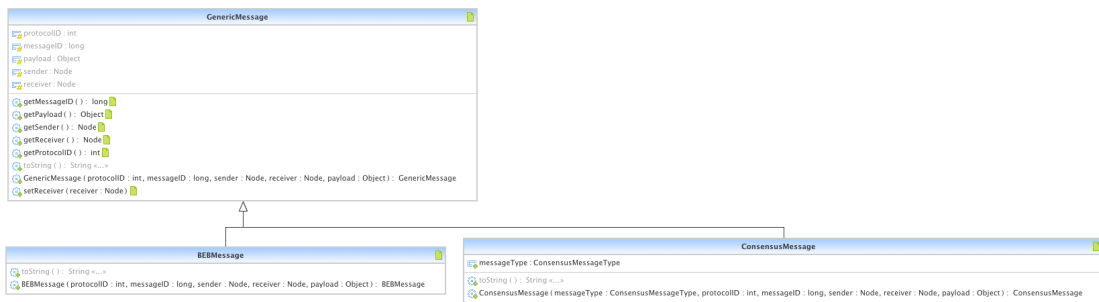 GenericMessage
protocolID : int
messageID : long
payload : Object
sender : Node
receiver : Node
getMessageID ( ) : long
getPayload ( ) : Object
getSender ( ) : Node
getReceiver ( ) : Node
getProtocolID ( ) : int
toString ( ) : String «...»
GenericMessage ( protocolID : int, messageID : long, sender : Node, receiver : Node, payload : Object ) : GenericMessage
setReceiver ( receiver : Node )
BEBMessage
toString ( ) : String «...»
BEBMessage ( protocolID : int, messageID : long, sender : Node, receiver : Node, payload : Object ) : BEBMessage
ConsensusMessage
messageType : ConsensusMessageType
toString ( ) : String «...»
ConsensusMessage ( messageType : ConsensusMessageType, protocolID : int, messageID : long, sender : Node, receiver : Node, payload : Object ) : ConsensusMessage